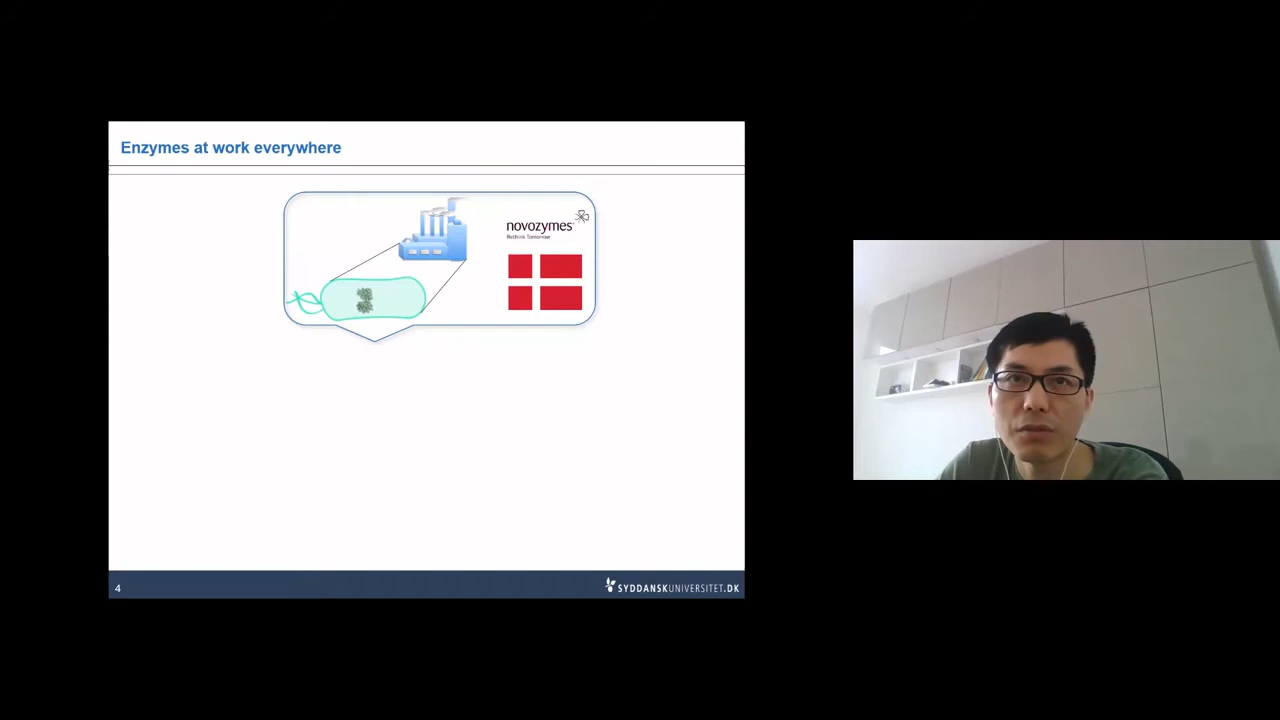 Enzymes at work everywhere
novozymes
Rethink Tomorrow
4
SYDDANSKUNIVERSITET.DK